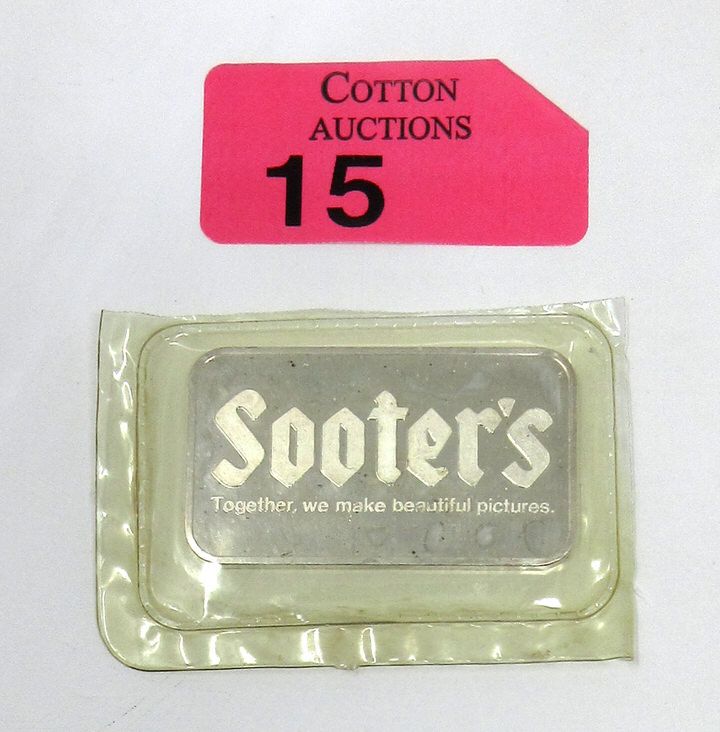 COTTON
AUCTIONS
15
Sooter's
Together, we make beautiful pictures.